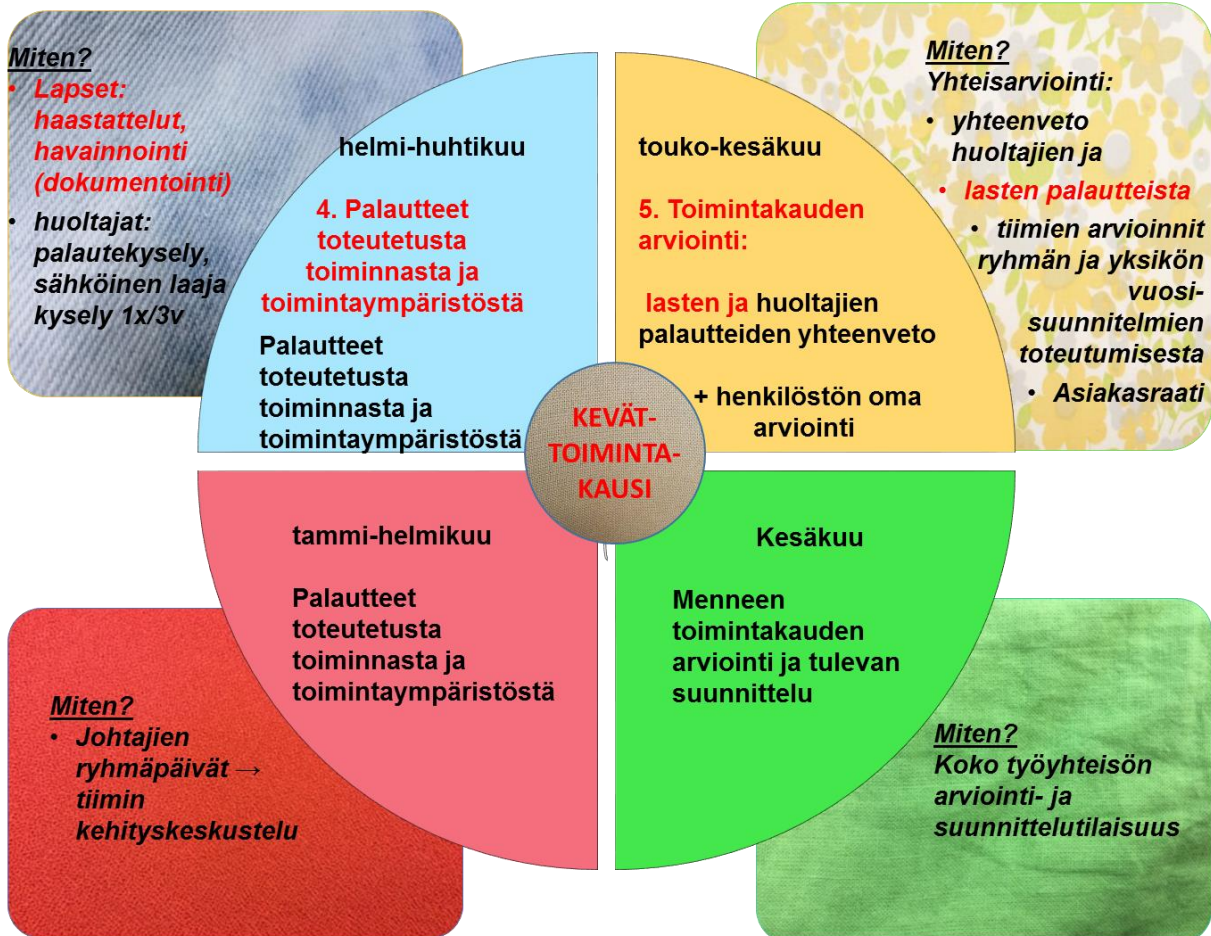 Miten?
• Lapset:
haastattelut,
havainnointi
(dokumentointi)
• huoltajat:
palautekysely,
sähköinen laaja
kysely 1x/3v
helmi-huhtikuu
4. Palautteet
toteutetusta
toiminnasta ja
toimintaympäristöstä
Palautteet
toteutetusta
toiminnasta ja
toimintaympäristöstä
touko-kesäkuu
5. Toimintakauden
arviointi:
lasten ja huoltajien
palautteiden yhteenveto
+ henkilöstön oma
arviointi
Miten?
Yhteisarviointi:
• yhteenveto
huoltajien ja
• lasten palautteista
• tiimien arvioinnit
ryhmän ja yksikön
vuosi-
suunnitelmien
toteutumisesta
• Asiakasraati
KEVÄT-
TOIMINTA-
KAUSI
tammi-helmikuu
Palautteet
toteutetusta
toiminnasta ja
toimintaympäristöstä
Miten?
• Johtajien
ryhmäpäivät →
tiimin
kehityskeskustelu
Kesäkuu
Menneen
toimintakauden
arviointi ja tulevan
suunnittelu
Miten?
Koko työyhteisön
arviointi- ja
suunnittelutilaisuus